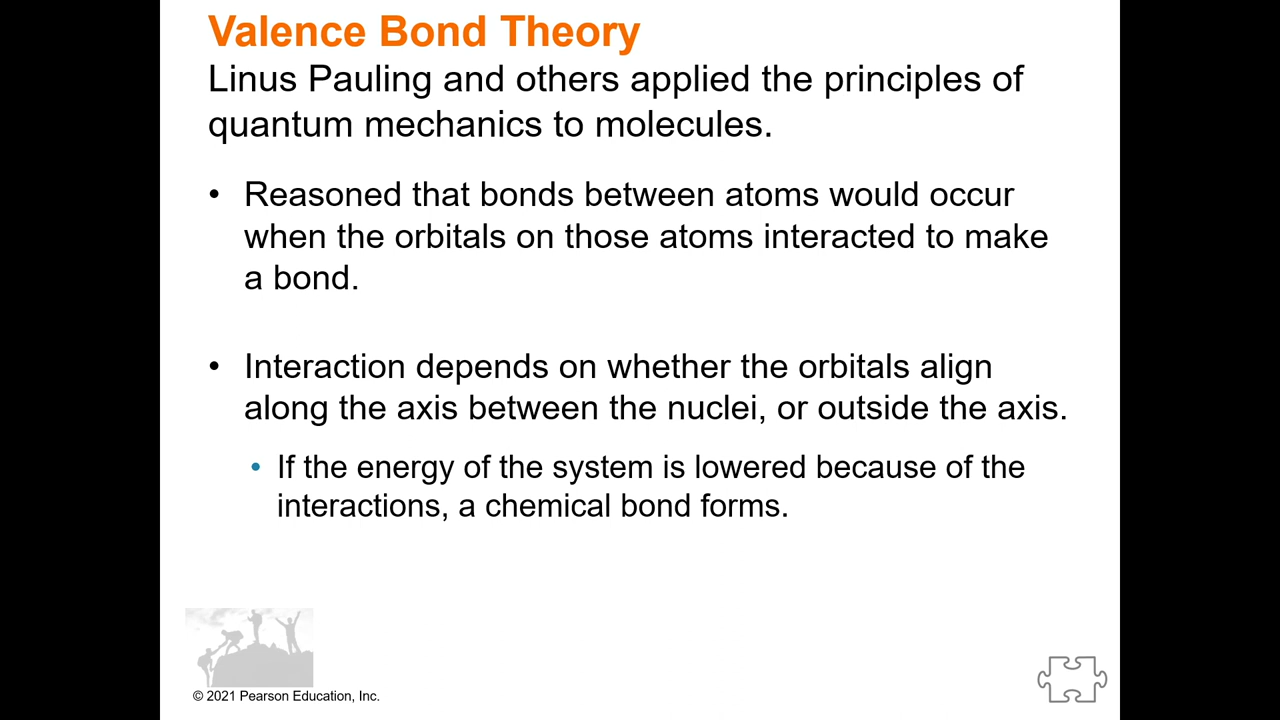 Valence Bond Theory
Linus Pauling and others applied the principles of
quantum mechanics to molecules.
• Reasoned that bonds between atoms would occur
when the orbitals on those atoms interacted to make
a bond.
• Interaction depends on whether the orbitals align
along the axis between the nuclei, or outside the axis.
• If the energy of the system is lowered because of the
interactions, a chemical bond forms.
© 2021 Pearson Education, Inc.